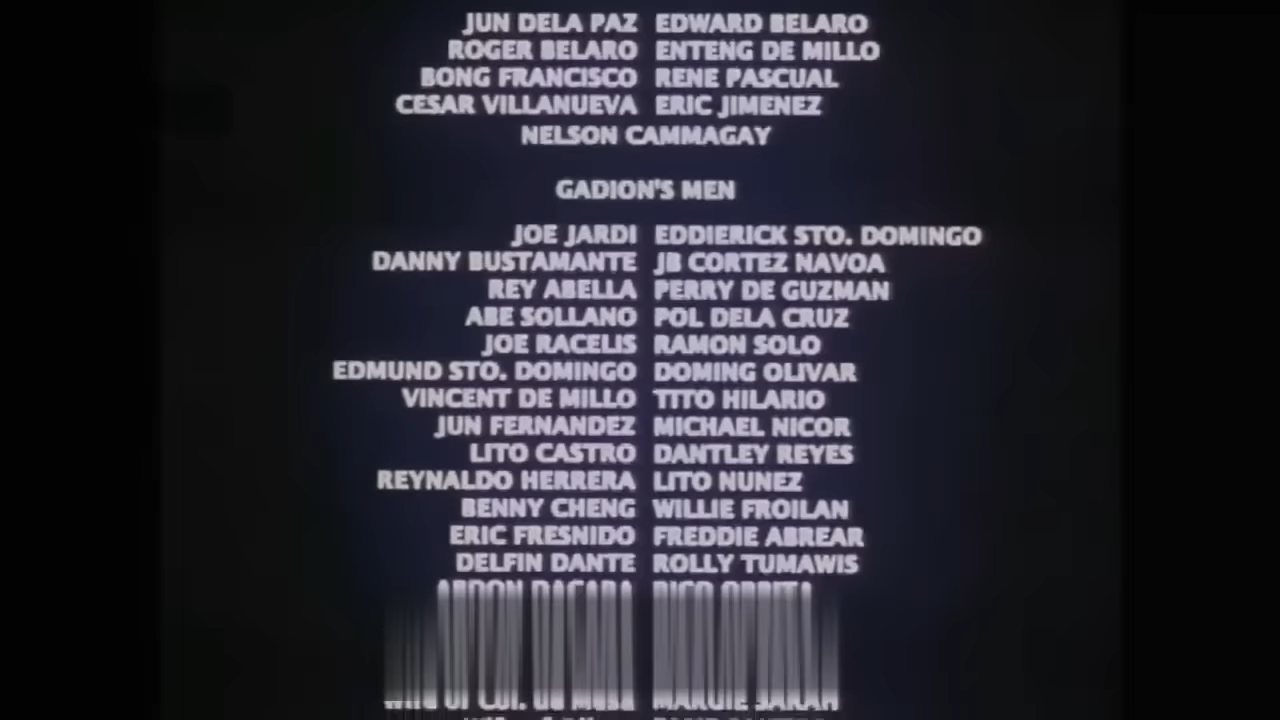 JUN DELA PAZ EDWARD BELARO
ROGER BELARO ENTENG DE MILLO
BONG FRANCISCO RENE PASCUAL
CESAR VILLANUEVA ERIC JIMENEZ
NELSON CAMMAGAY
GADION'S MEN
JOE JARDI EDDIERICK STO. DOMINGO
DANNY BUSTAMANTE JB CORTEZ NAVOA
REY ABELLA PERRY DE GUZMAN
ABE SOLLANO POL DELA CRUZ
JOE RACELIS RAMON SOLO
EDMUND STO. DOMINGO DOMING OLIVAR
VINCENT DE MILLO TITO HILARIO
JUN FERNANDEZ MICHAEL NICOR
LITO CASTRO DANTLEY REYES
REYNALDO HERRERA LITO NUNEZ
BENNY CHENG WILLIE FROILAN
ERIC FRESNIDO FREDDIE ABREAR
DELFIN DANTE ROLLY TUMAWIS
MARGIE SARAH